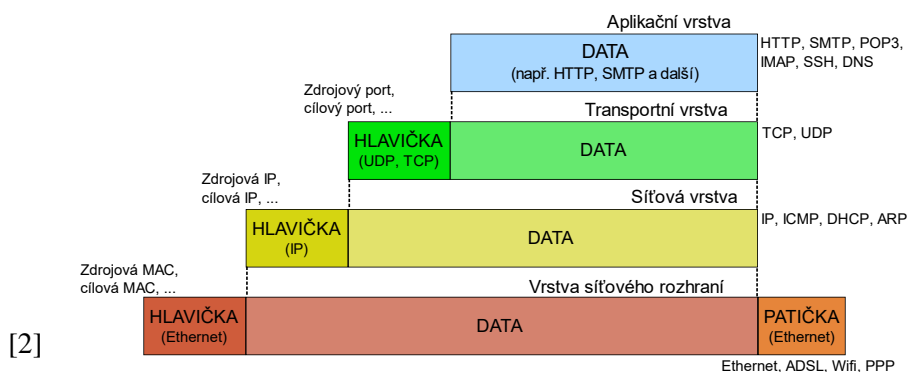 Aplikační vrstva
DATA
(např. HTTP, SMTP a další)
HTTP, SMTP, POP3,
IMAP, SSH, DNS
Zdrojový port,
cílový port, ...
Transportní vrstva
HLAVIČKA
(UDP, TCP)
DATA
TCP, UDP
Zdrojová IP,
cílová IP, ...
Síťová vrstva
HLAVIČKA
(IP)
DATA
IP, ICMP, DHCP, ARP
Zdrojová MAC,
cílová MAC, ...
Vrstva síťového rozhraní
[2]
HLAVIČKA
(Ethernet)
DATA
PATIČKA
(Ethernet)
Ethernet, ADSL, Wifi, PPP